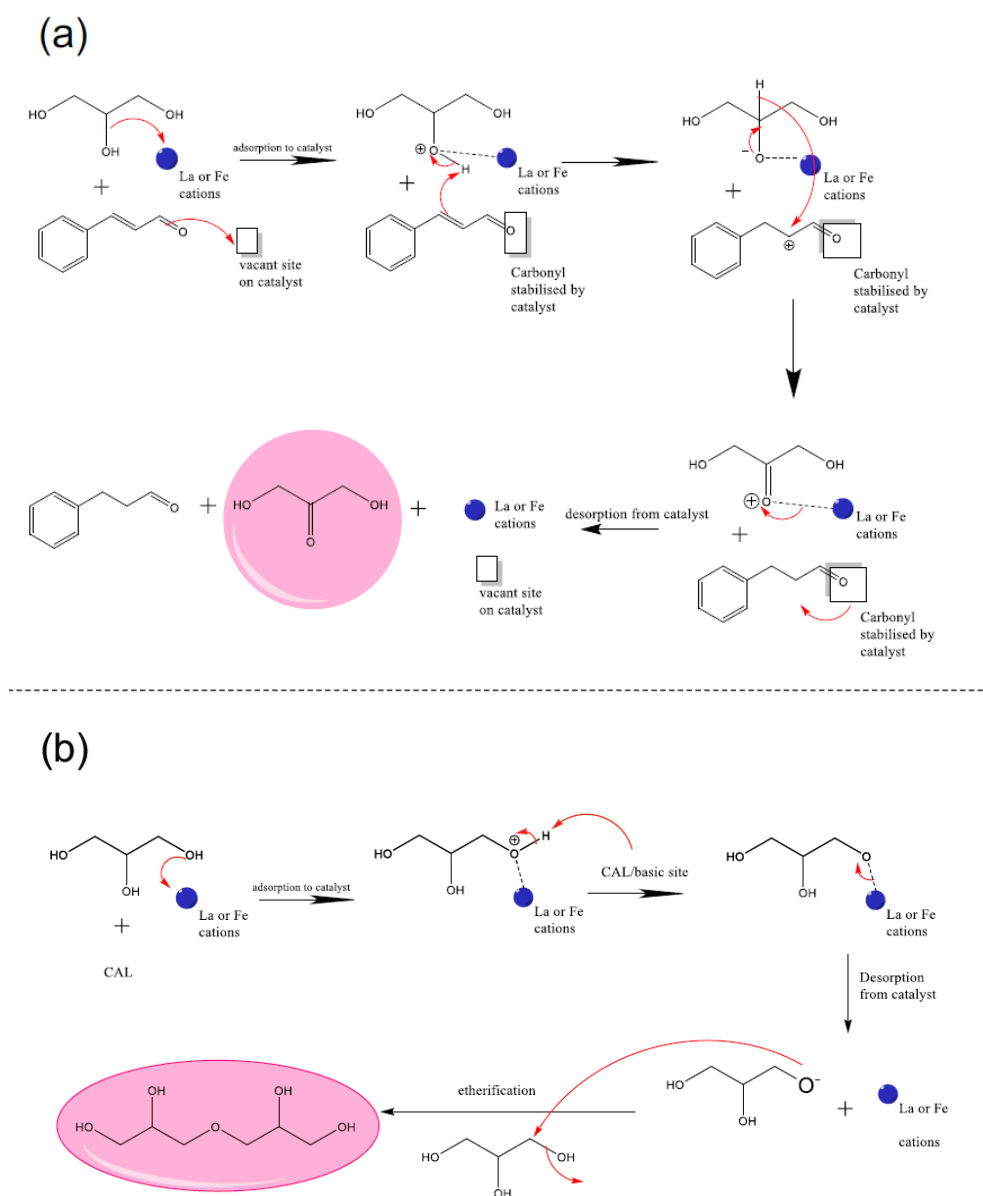 (a)
HO
OH
OH
+
La or Fe
cations
O
vacant site
on catalyst
adsorption to catalyst
HO
OH
⊕
O
H
+
La or Fe
cations
O
Carbonyl
stabilised by
catalyst
H
HO
OH
-
O
+
La or Fe
cations
⊕
O
Carbonyl
stabilised by
catalyst
O
+
HO
OH
O
+
La or Fe
cations
vacant site
on catalyst
desorption from catalyst
HO
OH
⊕
O
+
La or Fe
cations
O
Carbonyl
stabilised by
catalyst
(b)
HO
OH
OH
+
La or Fe
cations
CAL
adsorption to catalyst
HO
OH
⊕
O
H
La or Fe
cations
CAL/basic site
HO
OH
O
La or Fe
cations
Desorption
from catalyst
HO
OH
O-
+
La or Fe
cations
etherification
HO
OH
OH
OH
OH
HO
O
OH